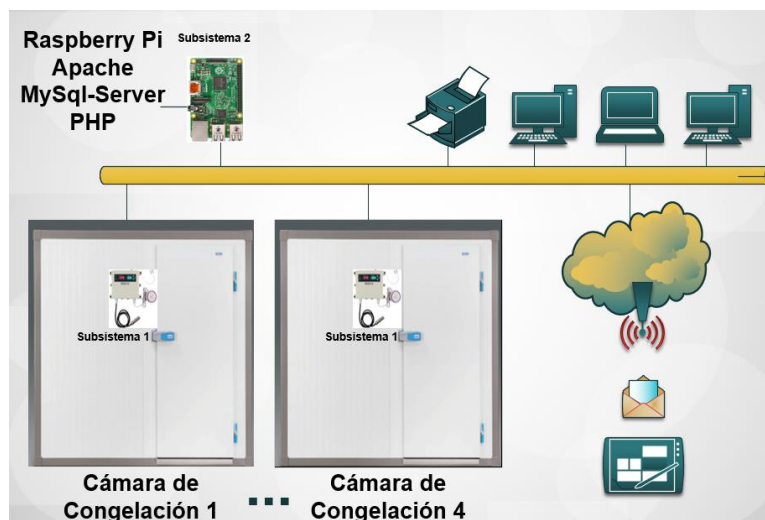 Raspberry Pi
Apache
MySql-Server
PHP
Subsistema 2
Subsistema 1
Subsistema 1
Cámara de
Congelación 1
...
Cámara de
Congelación 4